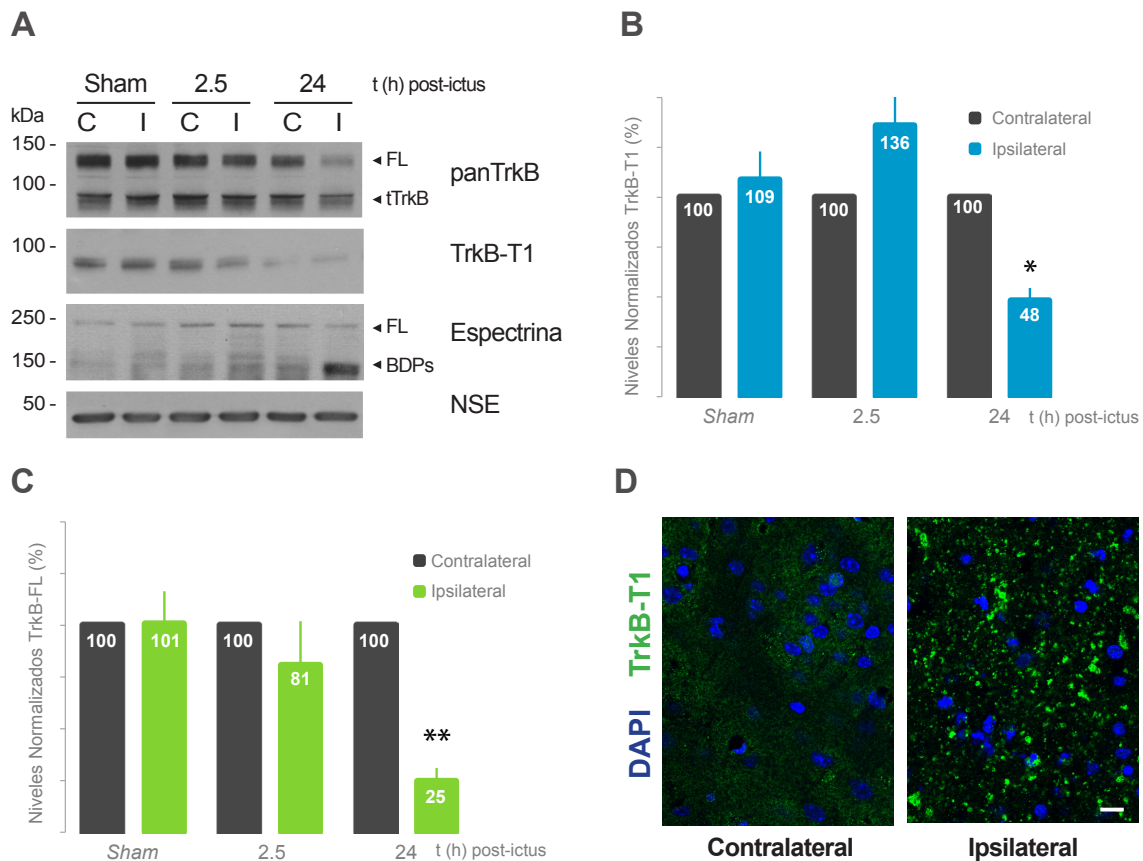 A
Sham 2.5 24 t (h) post-ictus
kDa C I C I C I
150 -
FL
panTrkB
100 -
tTrkB
100 -
TrkB-T1
250 -
FL
Espectrina
150 -
BDPs
50 -
NSE
B
Niveles Normalizados TrkB-T1 (%)
Contralateral
Ipsilateral
100 109 100 136 100 48
*
Sham 2.5 24 t (h) post-ictus
C
Niveles Normalizados TrkB-FL (%)
Contralateral
Ipsilateral
100 101 100 81 100 25
**
Sham 2.5 24 t (h) post-ictus
D
DAPI TrkB-T1
Contralateral Ipsilateral